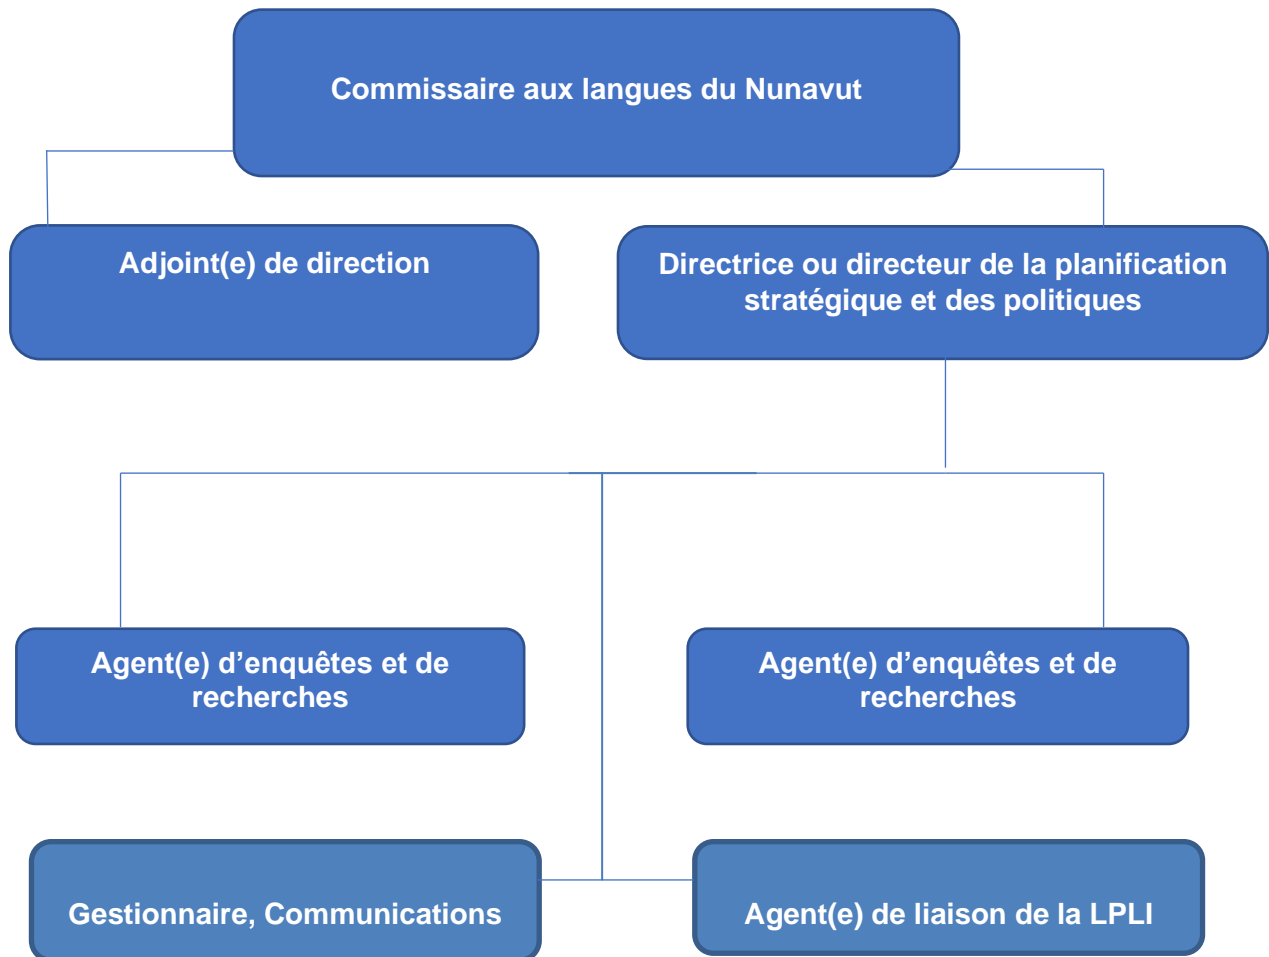 Commissaire aux langues du Nunavut
Adjoint(e) de direction
Directrice ou directeur de la planification
stratégique et des politiques
Agent(e) d’enquêtes et de
recherches
Agent(e) d’enquêtes et de
recherches
Gestionnaire, Communications
Agent(e) de liaison de la LPLI